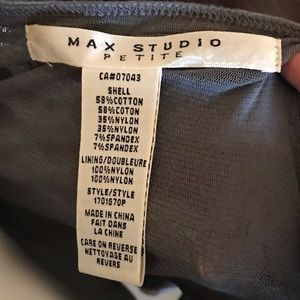 MAX STUDIO
PETITE
CA#07043
SHELL
58%COTTON
58%COTON
35%NYLON
35%NYLON
7%SPANDEX
7%SPANDEX
LINING/DOUBLEURE
100%NYLON
100%NYLON
STYLE/STYLE
1701670P
MADE IN CHINA
FAIT DANS
LA CHINE
CARE ON REVERSE
NETTOYAGE AU
REVERS